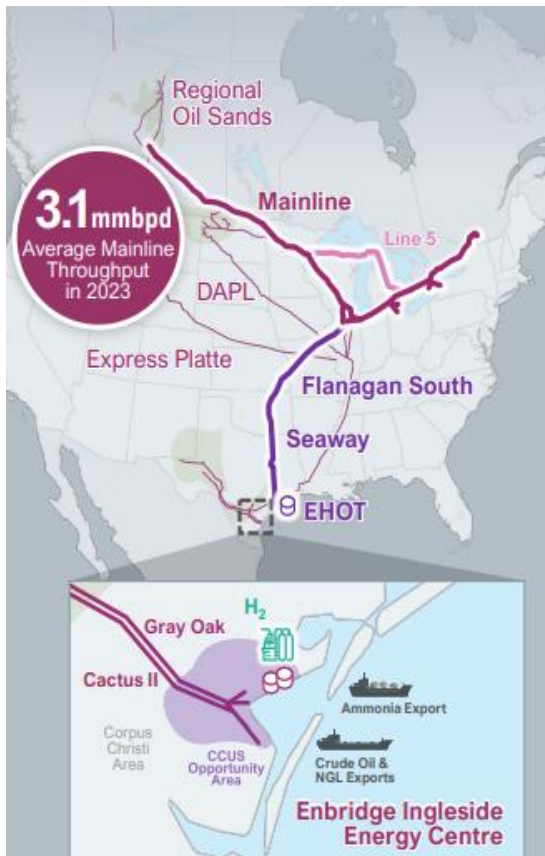 Regional
Oil Sands
Mainline
3.1mmbpd
Average Mainline
Throughput
in 2023
Line 5
DAPL
Express Platte
Flanagan South
Seaway
EHOT
H₂
Gray Oak
Cactus II
Ammonia Export
Corpus
Christi
Area
CCUS
Opportunity
Area
Crude Oil &
NGL Exports
Enbridge Ingleside
Energy Centre